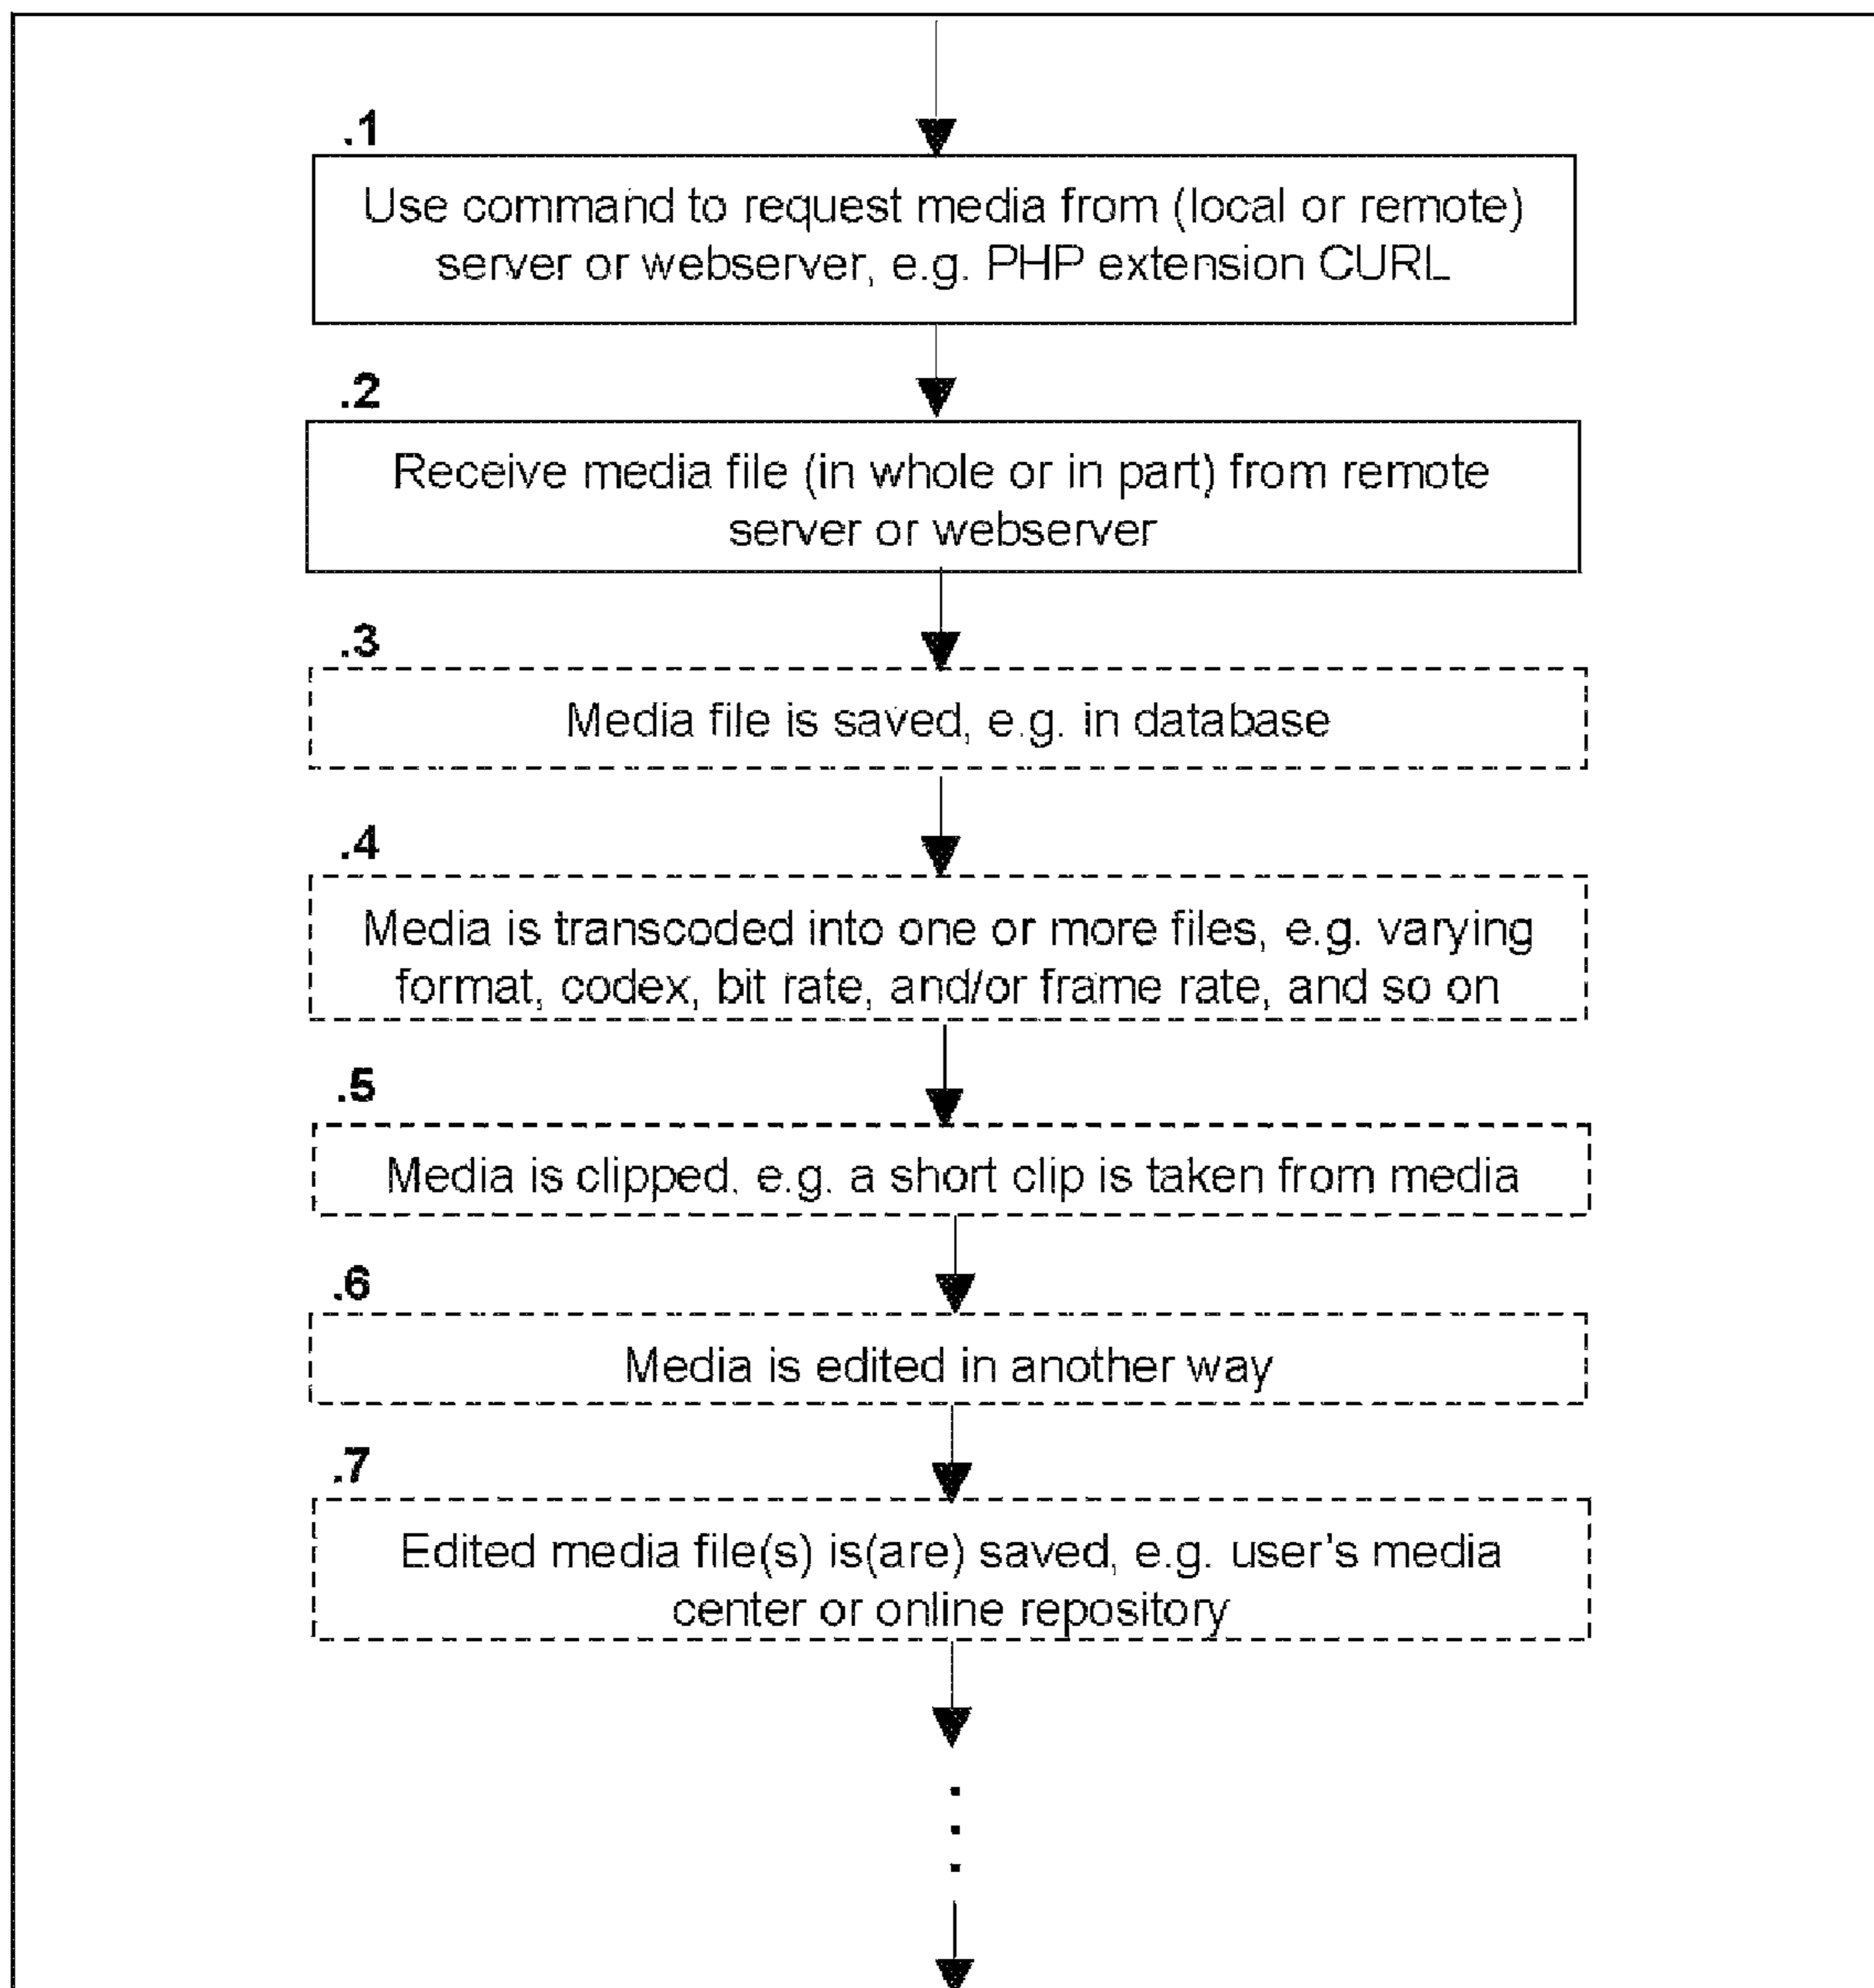 .1
Use command to request media from (local or remote)
server or webserver, e.g. PHP extension CURL
.2
Receive media file (in whole or in part) from remote
server or webserver
.3
Media file is saved, e.g. in database
.4
Media is transcoded into one or more files, e.g. varying
format, codex, bit rate, and/or frame rate, and so on
.5
Media is clipped, e.g. a short clip is taken from media
.6
Media is edited in another way
.7
Edited media file(s) is(are) saved, e.g. user's media
center or online repository